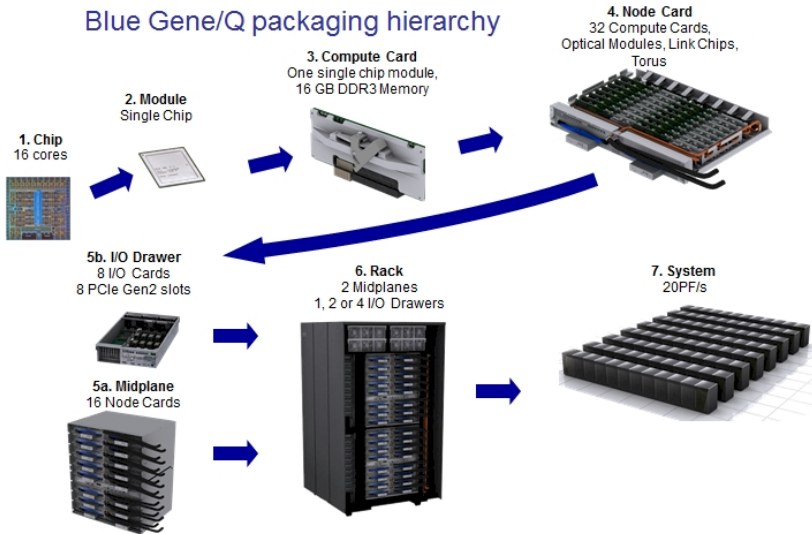 Blue Gene/Q packaging hierarchy
1. Chip
16 cores
2. Module
Single Chip
3. Compute Card
One single chip module,
16 GB DDR3 Memory
4. Node Card
32 Compute Cards,
Optical Modules, Link Chips,
Torus
5b. I/O Drawer
8 I/O Cards
8 PCIe Gen2 slots
5a. Midplane
16 Node Cards
6. Rack
2 Midplanes
1, 2 or 4 I/O Drawers
7. System
20PF/s